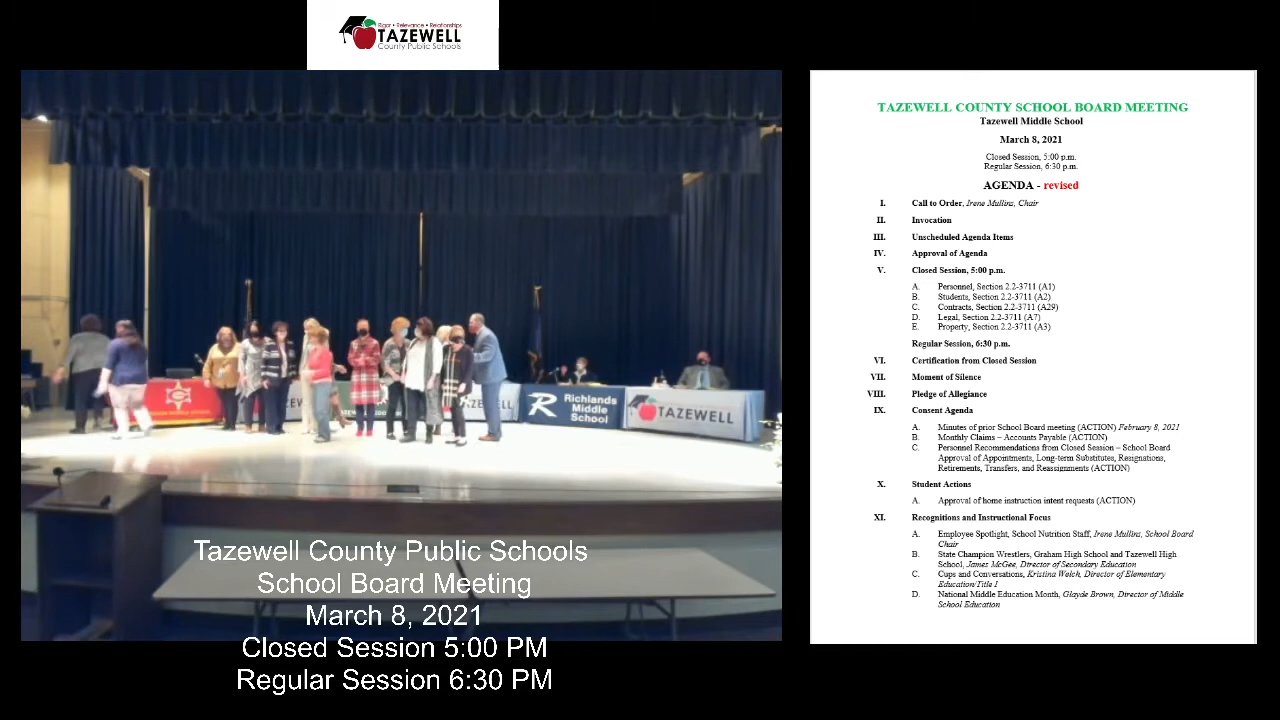 Rigor • Relevance • Relationships
TAZEWELL
County Public Schools
TAZEWELL COUNTY SCHOOL BOARD MEETING
Tazewell Middle School
March 8, 2021
Closed Session, 5:00 p.m.
Regular Session, 6:30 p.m.
AGENDA - revised
I. Call to Order, Irene Mullins, Chair
II. Invocation
III. Unscheduled Agenda Items
IV. Approval of Agenda
V. Closed Session, 5:00 p.m.
A. Personnel, Section 2.2-3711 (A1)
B. Students, Section 2.2-3711 (A2)
C. Contracts, Section 2.2-3711 (A29)
D. Legal, Section 2.2-3711 (A7)
E. Property, Section 2.2-3711 (A3)
Regular Session, 6:30 p.m.
VI. Certification from Closed Session
VII. Moment of Silence
VIII. Pledge of Allegiance
IX. Consent Agenda
A. Minutes of prior School Board meeting (ACTION) February 8, 2021
B. Monthly Claims – Accounts Payable (ACTION)
C. Personnel Recommendations from Closed Session – School Board
Approval of Appointments, Long-term Substitutes, Resignations,
Retirements, Transfers, and Reassignments (ACTION)
X. Student Actions
A. Approval of home instruction intent requests (ACTION)
XI. Recognitions and Instructional Focus
A. Employee Spotlight, School Nutrition Staff, Irene Mullins, School Board
Chair
B. State Champion Wrestlers, Graham High School and Tazewell High
School, James McGee, Director of Secondary Education
C. Cups and Conversations, Kristina Welch, Director of Elementary
Education/Title I
D. National Middle Education Month, Glayde Brown, Director of Middle
School Education
ZEWELL
R Richlands
Middle
School
TAZEWELL
Tazewell County Public Schools
School Board Meeting
March 8, 2021
Closed Session 5:00 PM
Regular Session 6:30 PM